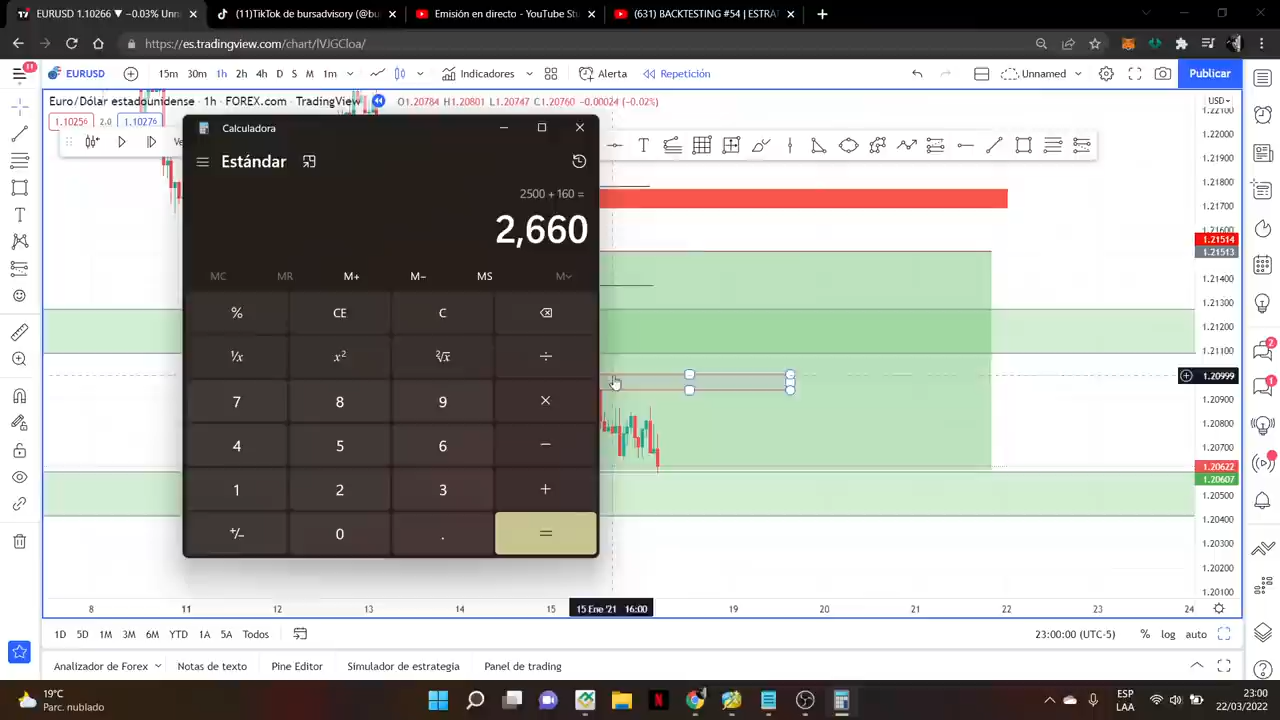 EURUSD 1.10266 ▼ −0.03% Unn
(11)TikTok de bursadvisory (@bu
Emisión en directo - YouTube Stu
(631) BACKTESTING #54 | ESTRAT
https://es.tradingview.com/chart/lVJGCloa/
11
EURUSD
15m 30m 1h 2h 4h D S M 1m
Indicadores
Alerta
Repetición
Unnamed
Publicar
Euro/Dólar estadounidense · 1h · FOREX.com · TradingView
O1.20784 H1.20801 L1.20747 C1.20760 −0.00024 (−0.02%)
USD
1.10256 2.0 1.10276
Calculadora
Estándar
2500 + 160 =
2,660
MC MR M+ M− MS M˅
% CE C
¹/x x² ²√x ÷
7 8 9 ×
4 5 6 −
1 2 3 +
+/− 0 . =
1.22100
1.22000
1.21900
1.21800
1.21700
1.21600
1.21514
1.21513
1.21400
1.21300
1.21200
1.21100
1.20999
1.20900
1.20800
1.20700
1.20622
1.20607
1.20500
1.20400
1.20300
1.20200
1.20100
2
1
8 11 12 13 14 15 15 Ene '21 16:00 19 20 21 22 23 24
1D 5D 1M 3M 6M YTD 1A 5A Todos
23:00:00 (UTC-5) % log auto
Analizador de Forex Notas de texto Pine Editor Simulador de estrategia Panel de trading
19°C
Parc. nublado
ESP
LAA
23:00
22/03/2022